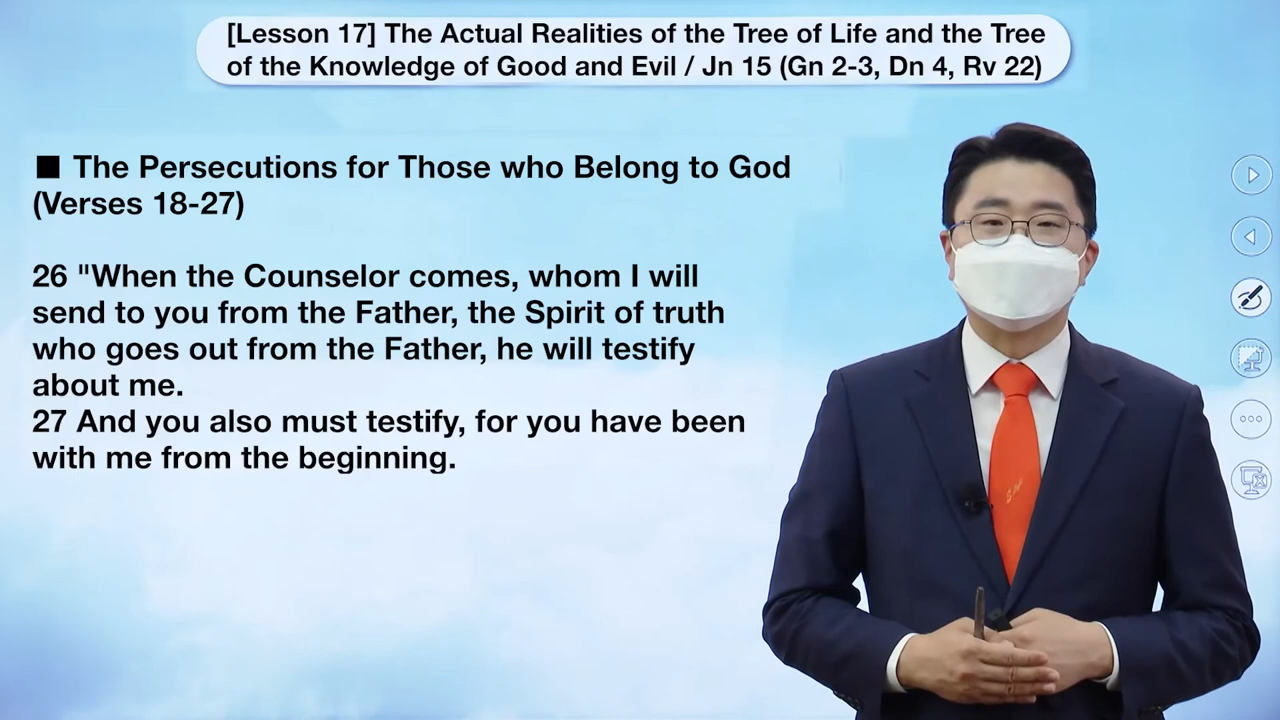 [Lesson 17] The Actual Realities of the Tree of Life and the Tree
of the Knowledge of Good and Evil / Jn 15 (Gn 2-3, Dn 4, Rv 22)
■ The Persecutions for Those who Belong to God
(Verses 18-27)
26 "When the Counselor comes, whom I will
send to you from the Father, the Spirit of truth
who goes out from the Father, he will testify
about me.
27 And you also must testify, for you have been
with me from the beginning.